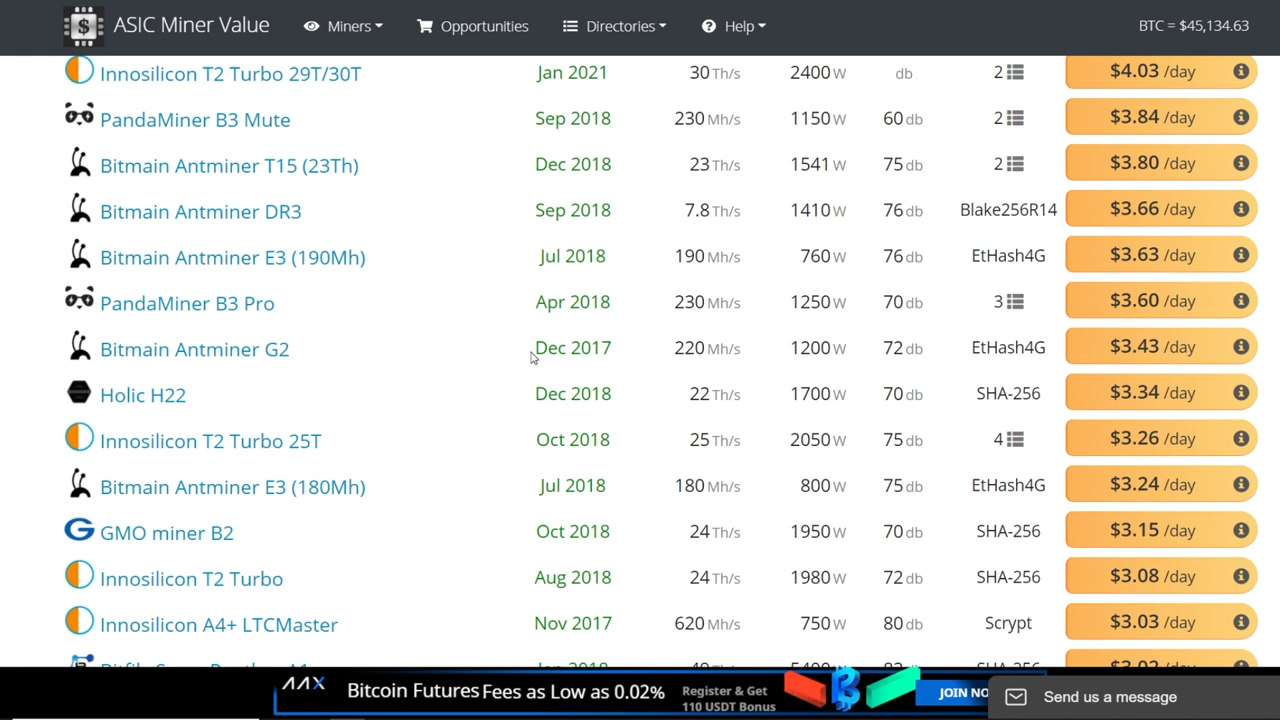 $ ASIC Miner Value Miners Opportunities Directories Help BTC = $45,134.63
Innosilicon T2 Turbo 29T/30T Jan 2021 30 Th/s 2400 W db 2 $4.03 /day
PandaMiner B3 Mute Sep 2018 230 Mh/s 1150 W 60 db 2 $3.84 /day
Bitmain Antminer T15 (23Th) Dec 2018 23 Th/s 1541 W 75 db 2 $3.80 /day
Bitmain Antminer DR3 Sep 2018 7.8 Th/s 1410 W 76 db Blake256R14 $3.66 /day
Bitmain Antminer E3 (190Mh) Jul 2018 190 Mh/s 760 W 76 db EtHash4G $3.63 /day
PandaMiner B3 Pro Apr 2018 230 Mh/s 1250 W 70 db 3 $3.60 /day
Bitmain Antminer G2 Dec 2017 220 Mh/s 1200 W 72 db EtHash4G $3.43 /day
Holic H22 Dec 2018 22 Th/s 1700 W 70 db SHA-256 $3.34 /day
Innosilicon T2 Turbo 25T Oct 2018 25 Th/s 2050 W 75 db 4 $3.26 /day
Bitmain Antminer E3 (180Mh) Jul 2018 180 Mh/s 800 W 75 db EtHash4G $3.24 /day
GMO miner B2 Oct 2018 24 Th/s 1950 W 70 db SHA-256 $3.15 /day
Innosilicon T2 Turbo Aug 2018 24 Th/s 1980 W 72 db SHA-256 $3.08 /day
Innosilicon A4+ LTCMaster Nov 2017 620 Mh/s 750 W 80 db Scrypt $3.03 /day
AAX Bitcoin Futures Fees as Low as 0.02% Register & Get JOIN NO Send us a message
110 USDT Bonus